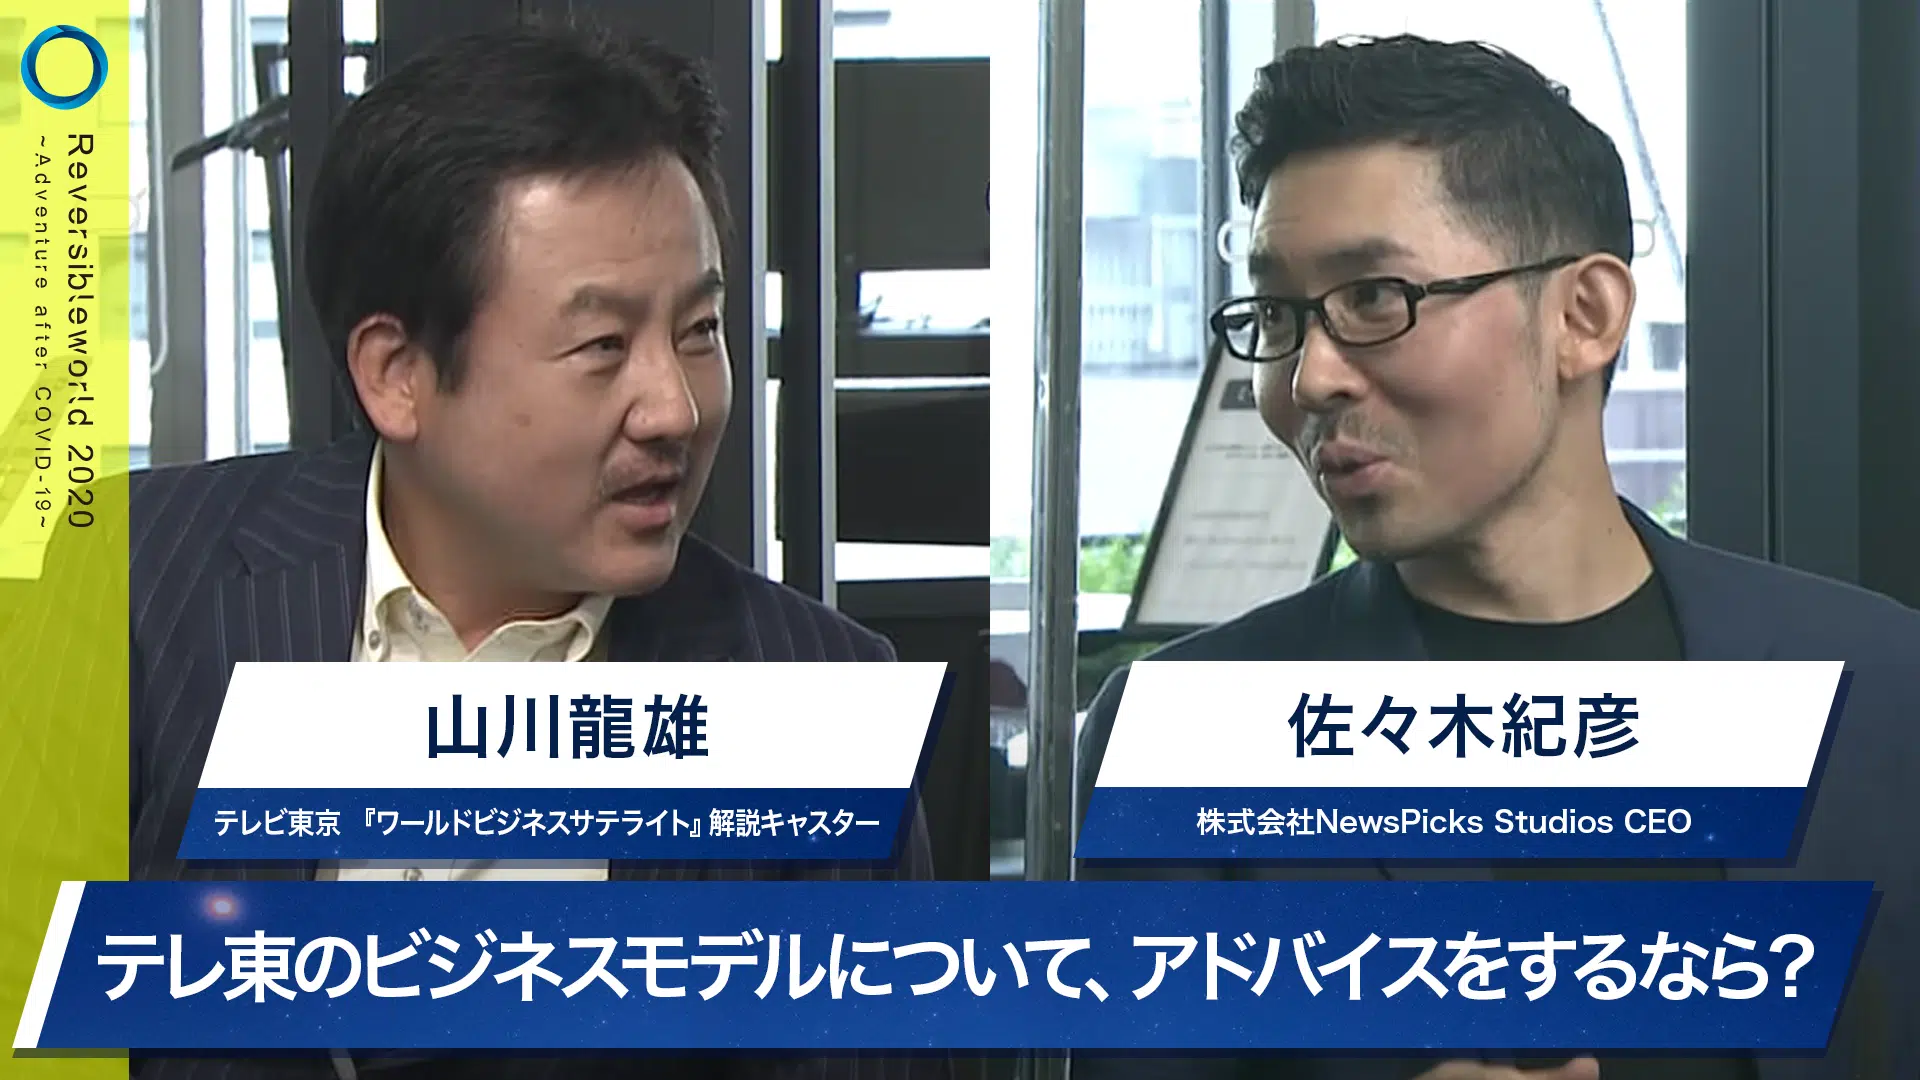 Reversibleworld 2020
~Adventure after COVID-19~
山川龍雄
テレビ東京 『ワールドビジネスサテライト』 解説キャスター
佐々木紀彦
株式会社NewsPicks Studios CEO
テレ東のビジネスモデルについて、アドバイスをするなら？